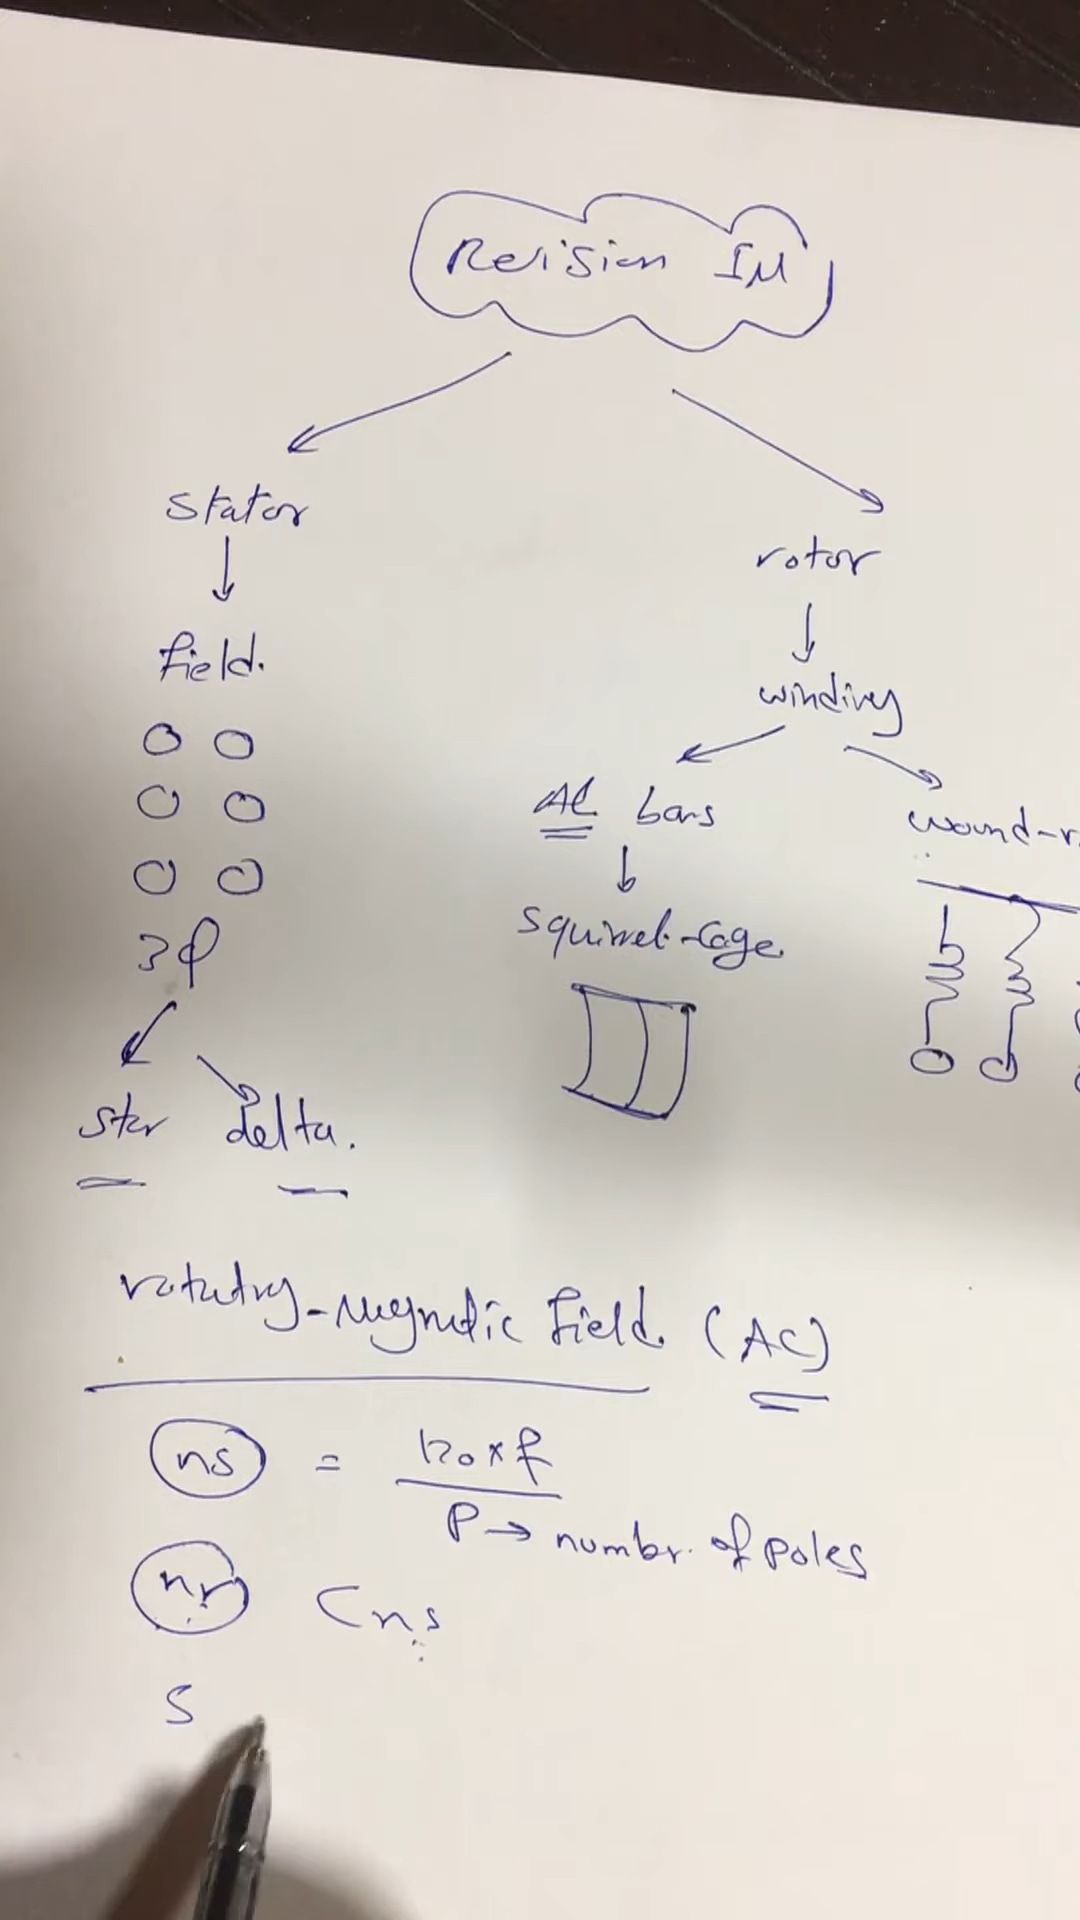 Revision IM
stator
rotor
field.
winding
Al bars
wound-r
squirrel-cage
3φ
star delta.
rotatry-magnetic field. (AC)
ns = 120×f
P → number of poles
nr < ns
S